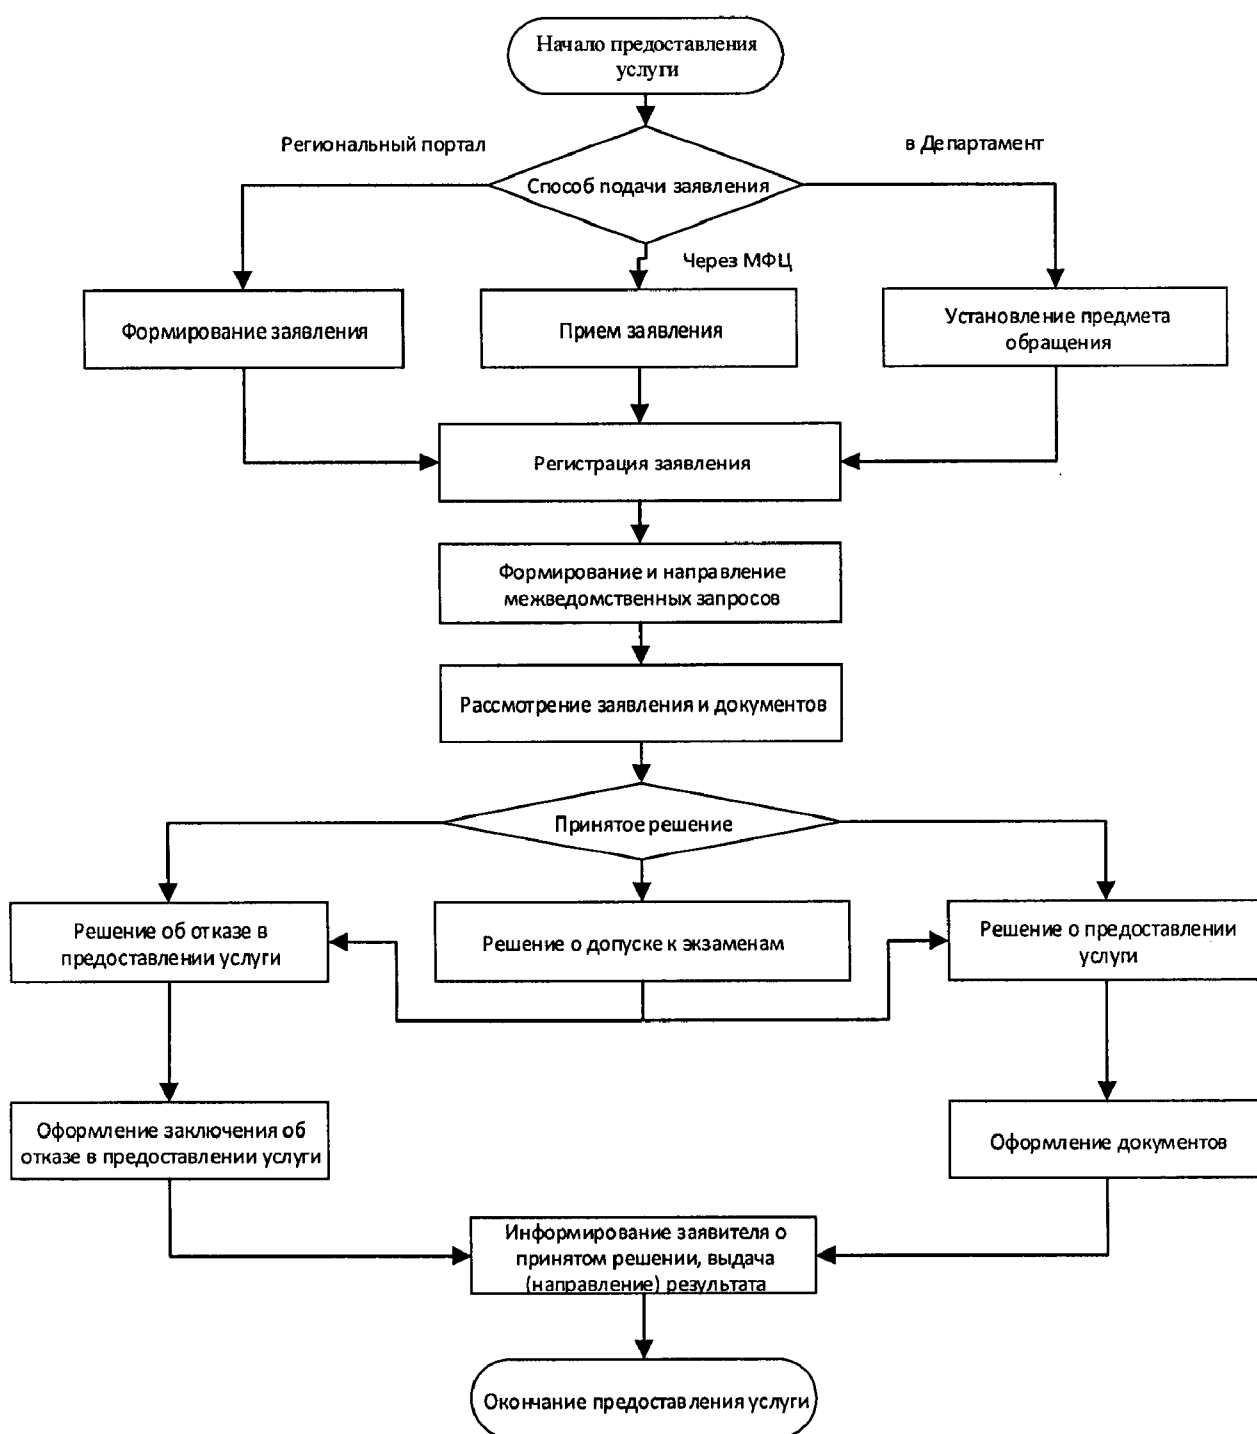 Начало предоставления
услуги
Региональный портал
в Департамент
Способ подачи заявления
Через МФЦ
Формирование заявления
Прием заявления
Установление предмета
обращения
Регистрация заявления
Формирование и направление
межведомственных запросов
Рассмотрение заявления и документов
Принятое решение
Решение об отказе в
предоставлении услуги
Решение о допуске к экзаменам
Решение о предоставлении
услуги
Оформление заключения об
отказе в предоставлении услуги
Оформление документов
Информирование заявителя о
принятом решении, выдача
(направление) результата
Окончание предоставления услуги